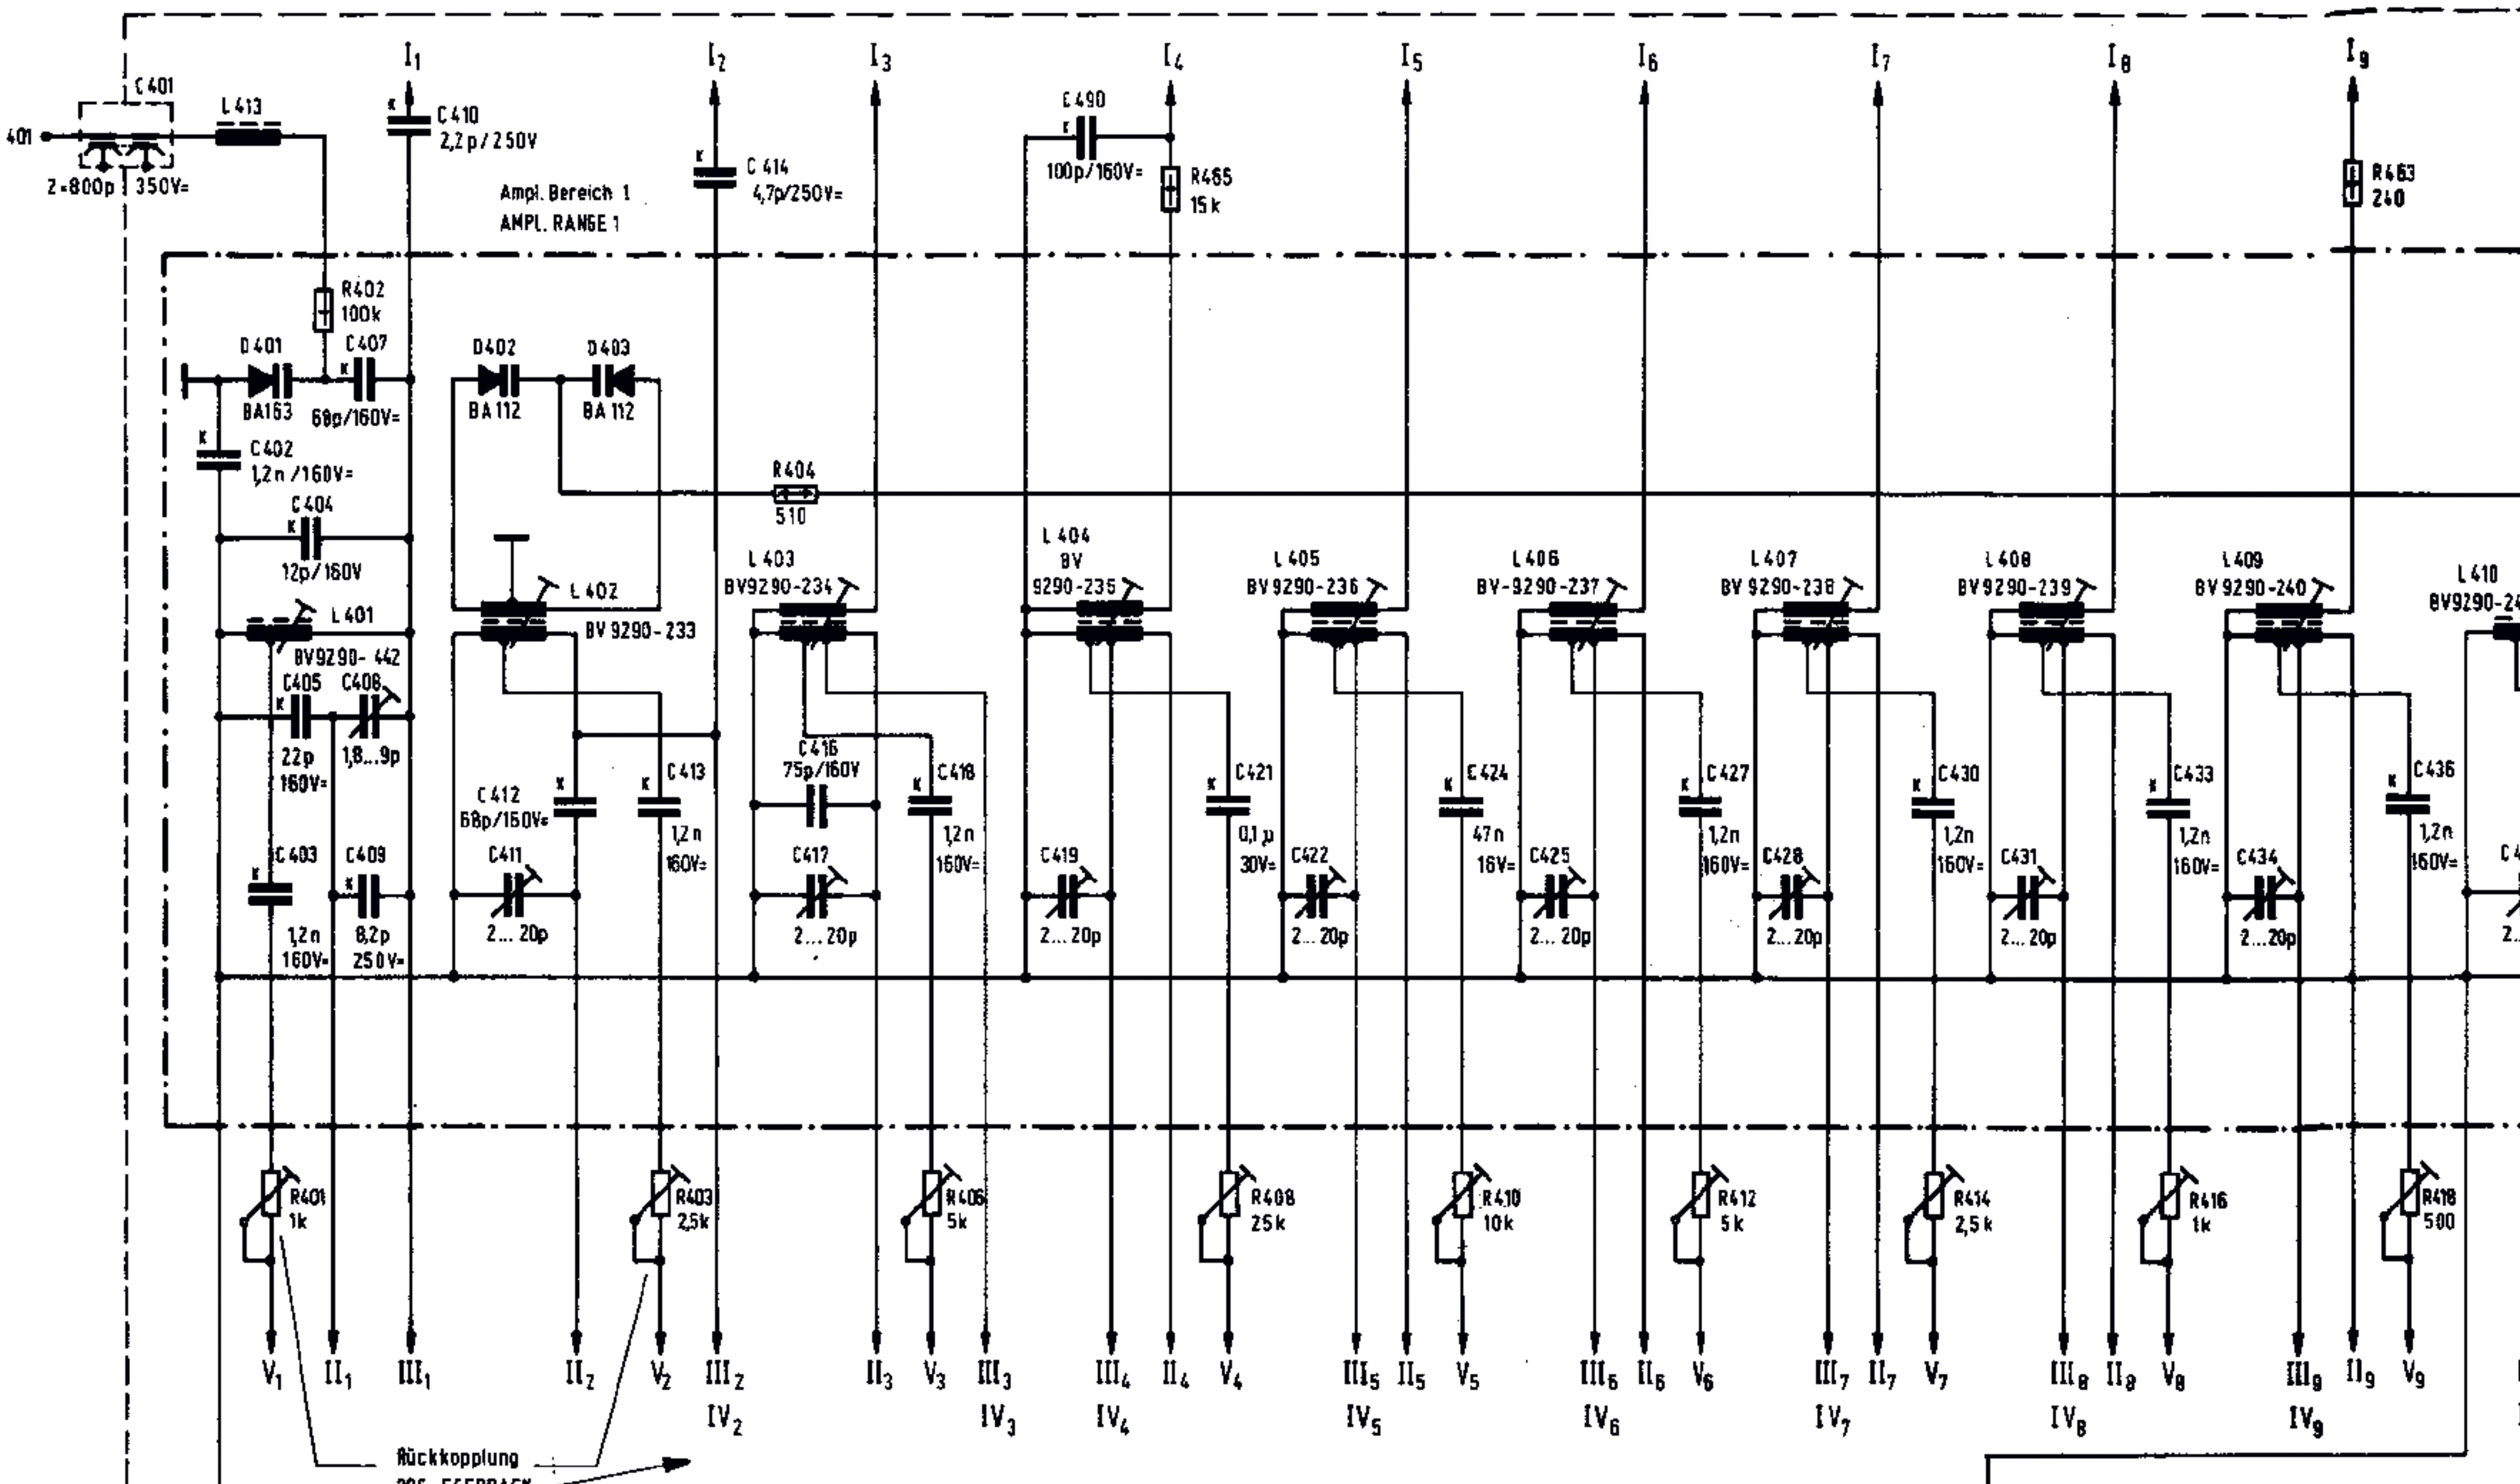 I1
I2
I3
I4
I5
I6
I7
I8
I9
C401
401
2×800p 350V=
L413
K
C410
2,2p/250V
Ampl. Bereich 1
AMPL. RANGE 1
K
C414
4,7p/250V=
C490
K
100p/160V=
R465
15k
R463
240
R402
100k
D401
BA163
C407
K
68p/160V=
D402
BA112
D403
BA112
K
C402
1,2n/160V=
C404
K
12p/160V
R404
510
L401
BV9290-442
L402
BV9290-233
L403
BV9290-234
L404
BV
9290-235
L405
BV9290-236
L406
BV-9290-237
L407
BV9290-238
L408
BV9290-239
L409
BV9290-240
L410
C405
K
22p
160V=
C408
1,8...9p
C412
68p/160V=
K
K
C413
1,2n
160V=
C416
75p/160V
K
C418
1,2n
160V=
K
C421
0,1µ
30V=
K
C424
47n
16V=
K
C427
1,2n
160V=
K
C430
1,2n
160V=
K
C433
1,2n
160V=
K
C436
1,2n
160V=
C403
K
1,2n
160V=
C409
K
8,2p
250V=
C411
2...20p
C417
2...20p
C419
2...20p
C422
2...20p
C425
2...20p
C428
2...20p
C431
2...20p
C434
2...20p
R401
1k
R403
2,5k
R406
5k
R408
25k
R410
10k
R412
5k
R414
2,5k
R416
1k
R418
500
V1 II1 III1 II2 V2 III2 II3 V3 III3 III4 II4 V4 III5 II5 V5 III6 II6 V6 III7 II7 V7 III8 II8 V8 III9 II9 V9
IV2 IV3 IV4 IV5 IV6 IV7 IV8 IV9
Rückkopplung